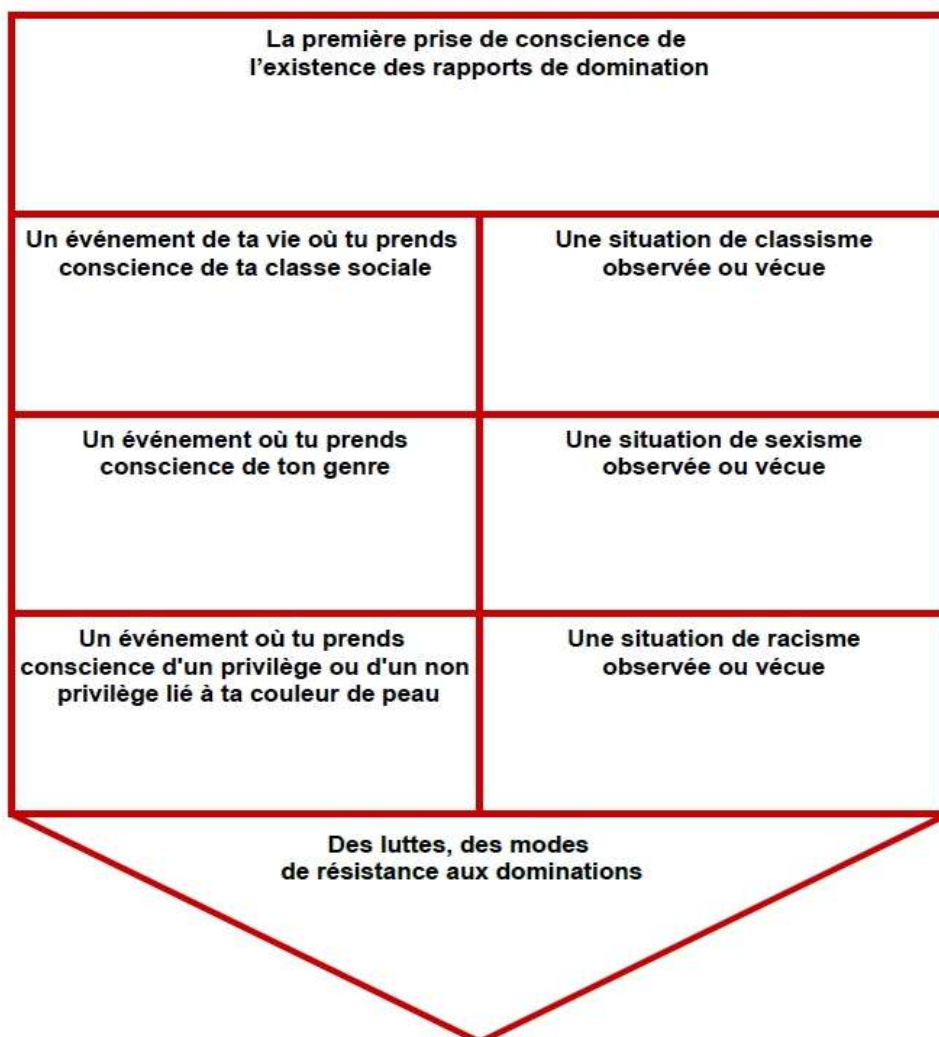 La première prise de conscience de
l’existence des rapports de domination
Un événement de ta vie où tu prends
conscience de ta classe sociale
Une situation de classisme
observée ou vécue
Un événement où tu prends
conscience de ton genre
Une situation de sexisme
observée ou vécue
Un événement où tu prends
conscience d'un privilège ou d'un non
privilège lié à ta couleur de peau
Une situation de racisme
observée ou vécue
Des luttes, des modes
de résistance aux dominations